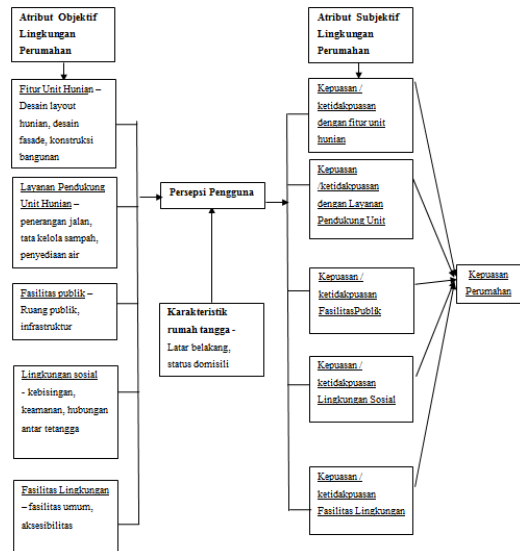 Atribut Objektif
Lingkungan
Perumahan
Fitur Unit Hunian –
Desain layout
hunian, desain
fasade, konstruksi
bangunan
Layanan Pendukung
Unit Hunian –
penerangan jalan,
tata kelola sampah,
penyediaan air
Fasilitas publik –
Ruang publik,
infrastruktur
Lingkungan sosial
- kebisingan,
keamanan, hubungan
antar tetangga
Fasilitas Lingkungan
– fasilitas umum,
aksesibilitas
Persepsi Pengguna
Karakteristik
rumah tangga -
Latar belakang,
status domisili
Atribut Subjektif
Lingkungan
Perumahan
Kepuasan /
ketidakpuasan
dengan fitur unit
hunian
Kepuasan
/ketidakpuasan
dengan Layanan
Pendukung Unit
Kepuasan /
ketidakpuasan
FasilitasPublik
Kepuasan /
ketidakpuasan
Lingkungan Sosial
Kepuasan /
ketidakpuasan
Fasilitas Lingkungan
Kepuasan
Perumahan